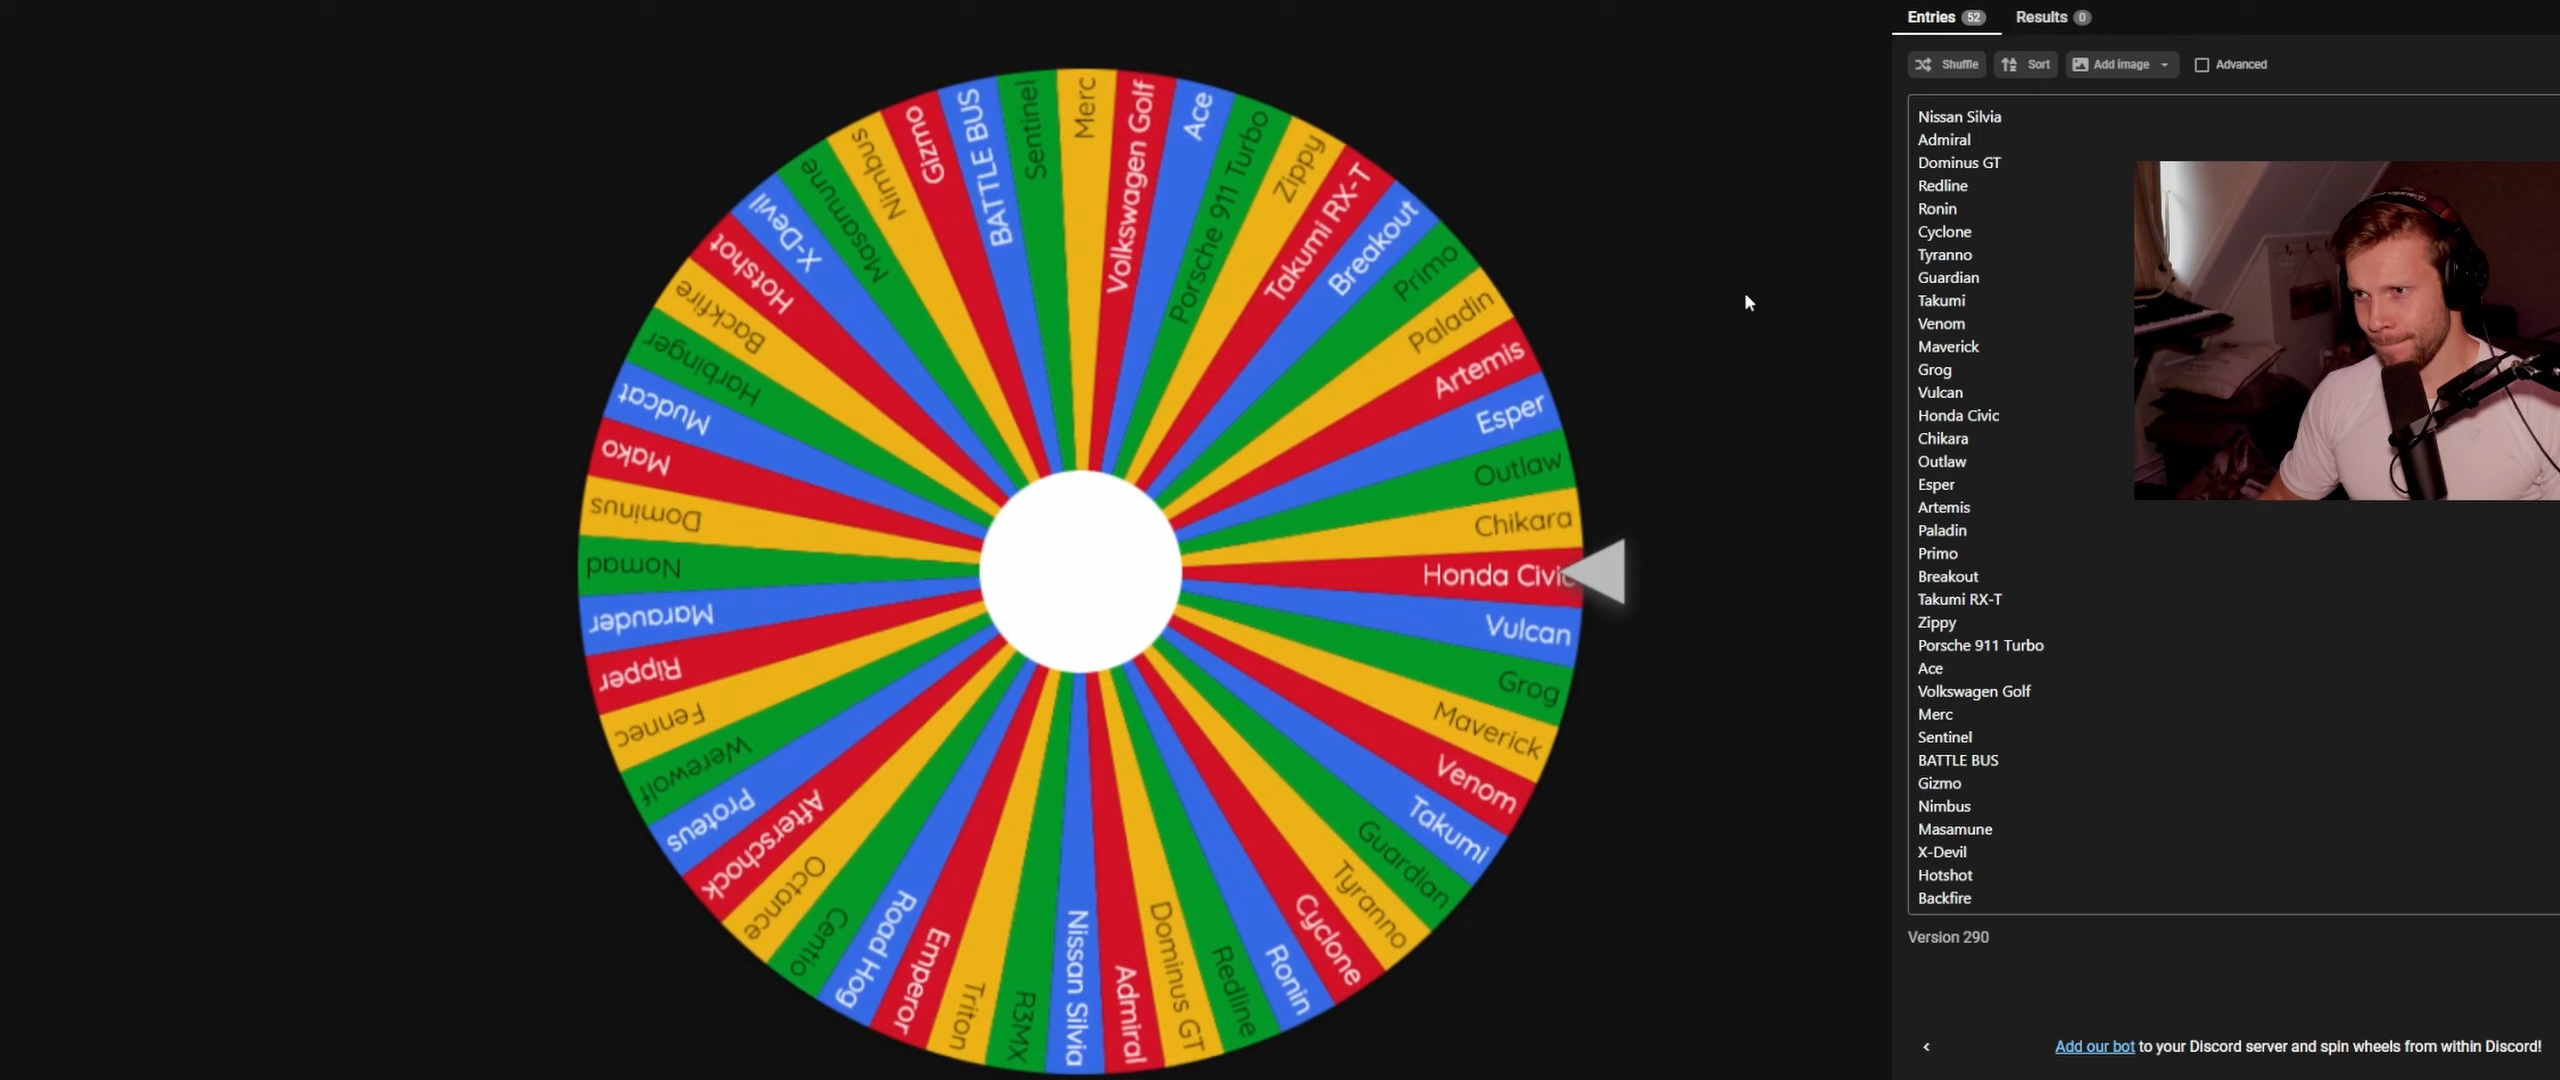 Entries 52 Results 0
Shuffle Sort Add image Advanced
Nissan Silvia
Admiral
Dominus GT
Redline
Ronin
Cyclone
Tyranno
Guardian
Takumi
Venom
Maverick
Grog
Vulcan
Honda Civic
Chikara
Outlaw
Esper
Artemis
Paladin
Primo
Breakout
Takumi RX-T
Zippy
Porsche 911 Turbo
Ace
Volkswagen Golf
Merc
Sentinel
BATTLE BUS
Gizmo
Nimbus
Masamune
X-Devil
Hotshot
Backfire
Version 290
Add our bot to your Discord server and spin wheels from within Discord!
Merc
Volkswagen Golf
Ace
Porsche 911 Turbo
Zippy
Takumi RX-T
Breakout
Primo
Paladin
Artemis
Esper
Outlaw
Chikara
Honda Civic
Vulcan
Grog
Maverick
Venom
Takumi
Guardian
Tyranno
Cyclone
Ronin
Redline
Dominus GT
Admiral
Nissan Silvia
R3MX
Triton
Emperor
Road Hog
Centio
Octance
Afterschock
Proteus
Werewolf
Fennec
Ripper
Marauder
Nomad
Dominus
Mako
Mudcat
Harbinger
Backfire
Hotshot
X-Devil
Masamune
Nimbus
Gizmo
BATTLE BUS
Sentinel